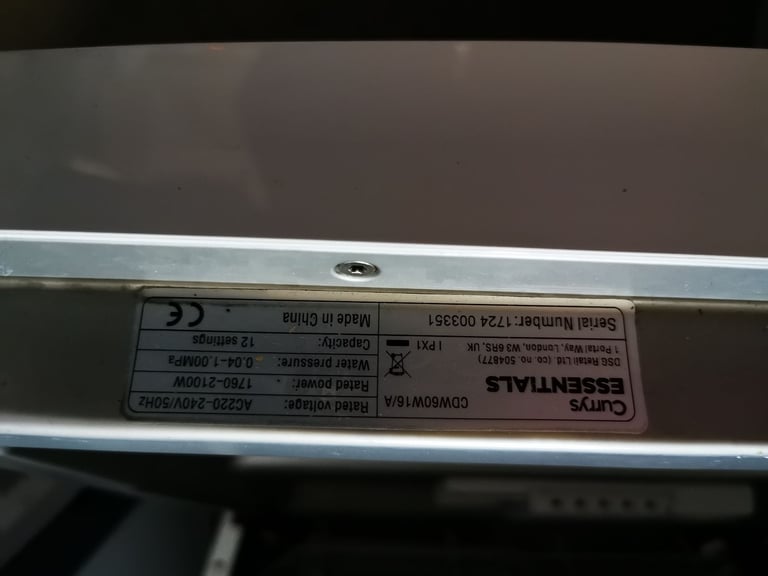 Currys
ESSENTIALS
CDW60W16/A
DSG Retail Ltd. (co. no. 504877)
1 Portal Way, London, W3 6RS, UK
I PX1
Serial Number: 1724 003351
Rated voltage: AC220-240V/50Hz
Rated power: 1760-2100W
Water pressure: 0.04-1.00MPa
Capacity: 12 settings
Made in China CE